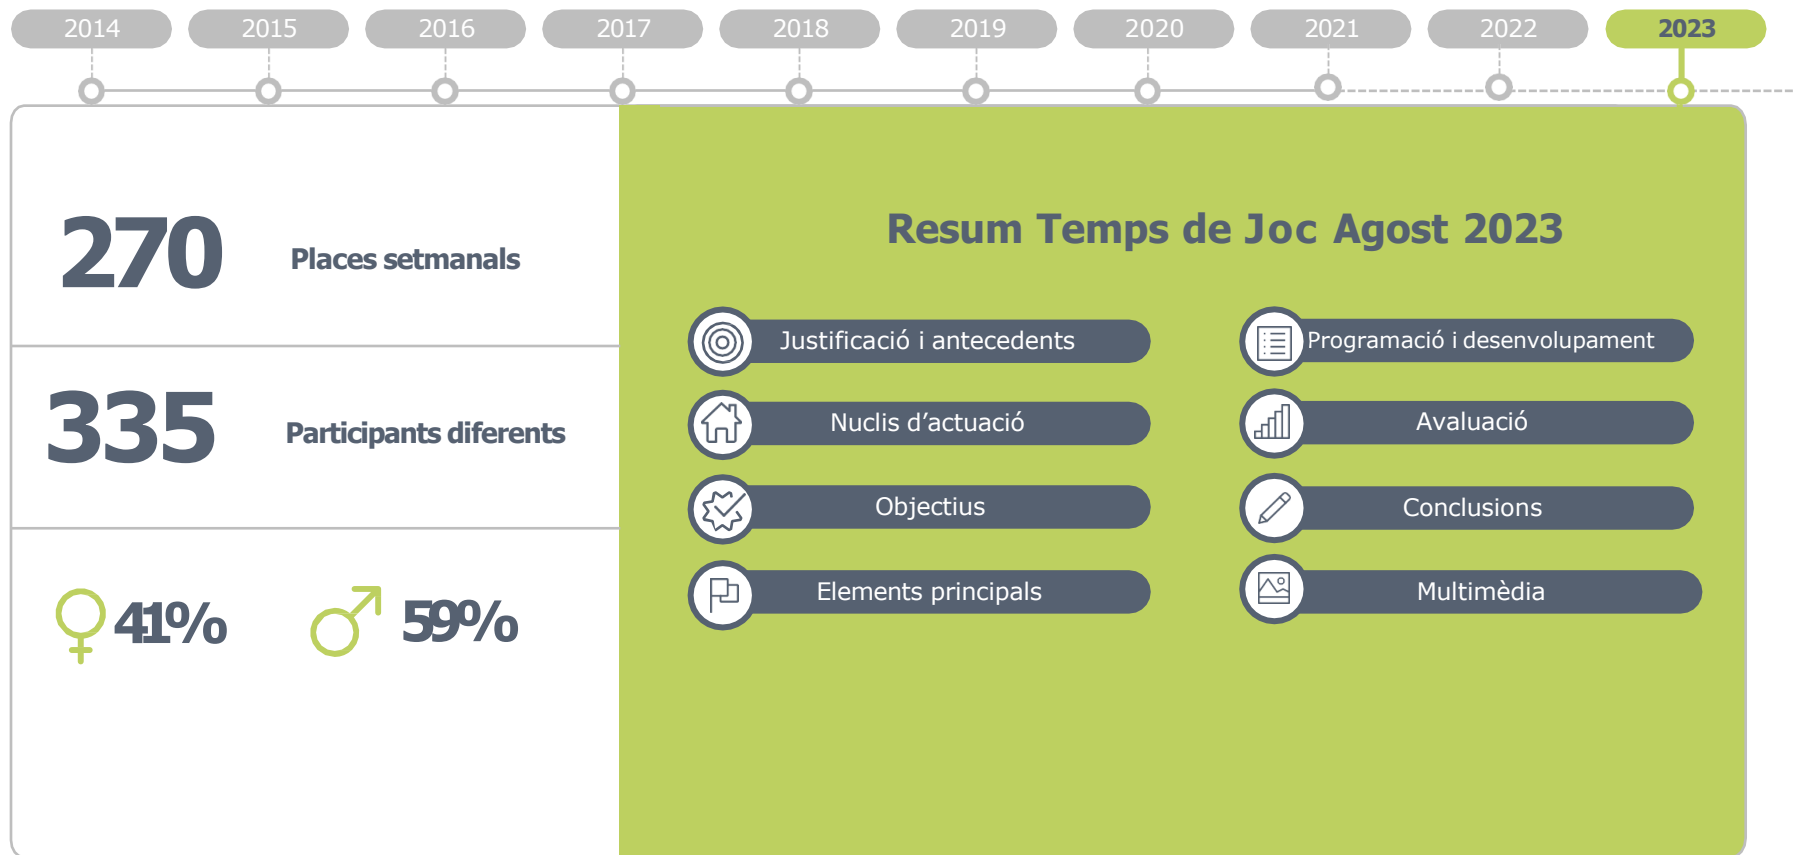 2014 2015 2016 2017 2018 2019 2020 2021 2022 2023
270 Places setmanals
335 Participants diferents
41% 59%
Resum Temps de Joc Agost 2023
Justificació i antecedents
Nuclis d’actuació
Objectius
Elements principals
Programació i desenvolupament
Avaluació
Conclusions
Multimèdia